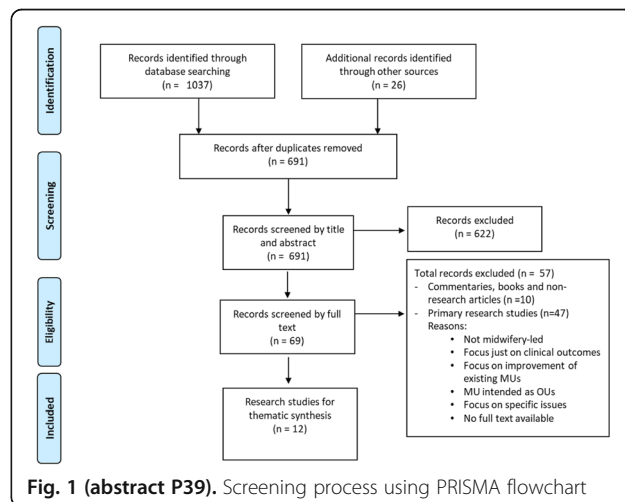 Identification
Records identified through
database searching
(n = 1037)
Additional records identified
through other sources
(n = 26)
Records after duplicates removed
(n = 691)
Screening
Records screened by title
and abstract
(n = 691)
Records excluded
(n = 622)
Eligibility
Records screened by full
text
(n = 69)
Total records excluded (n = 57)
- Commentaries, books and non-
research articles (n =10)
- Primary research studies (n=47)
Reasons:
• Not midwifery-led
• Focus just on clinical outcomes
• Focus on improvement of
existing MUs
• MU intended as OUs
• Focus on specific issues
• No full text available
Included
Research studies for
thematic synthesis
n = 12
Fig. 1 (abstract P39). Screening process using PRISMA flowchart